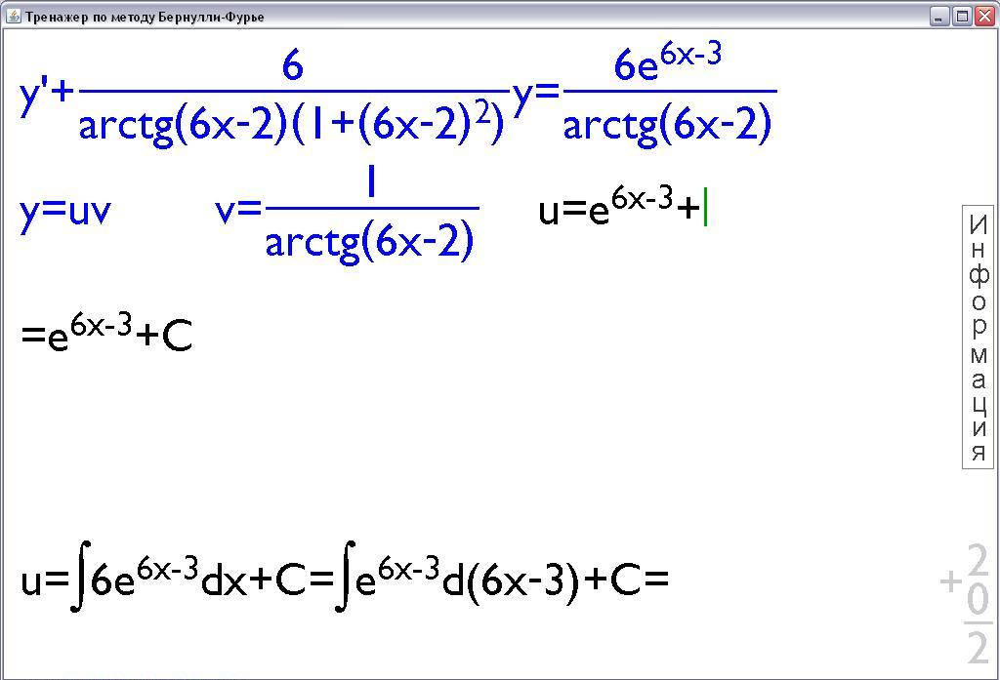 Тренажер по методу Бернулли-Фурье
y'+6/(arctg(6x-2)(1+(6x-2)²))y=6e^(6x-3)/arctg(6x-2)
y=uv v=1/arctg(6x-2) u=e^(6x-3)+
=e^(6x-3)+C
u=∫6e^(6x-3)dx+C=∫e^(6x-3)d(6x-3)+C=
Информация
+2
0
2